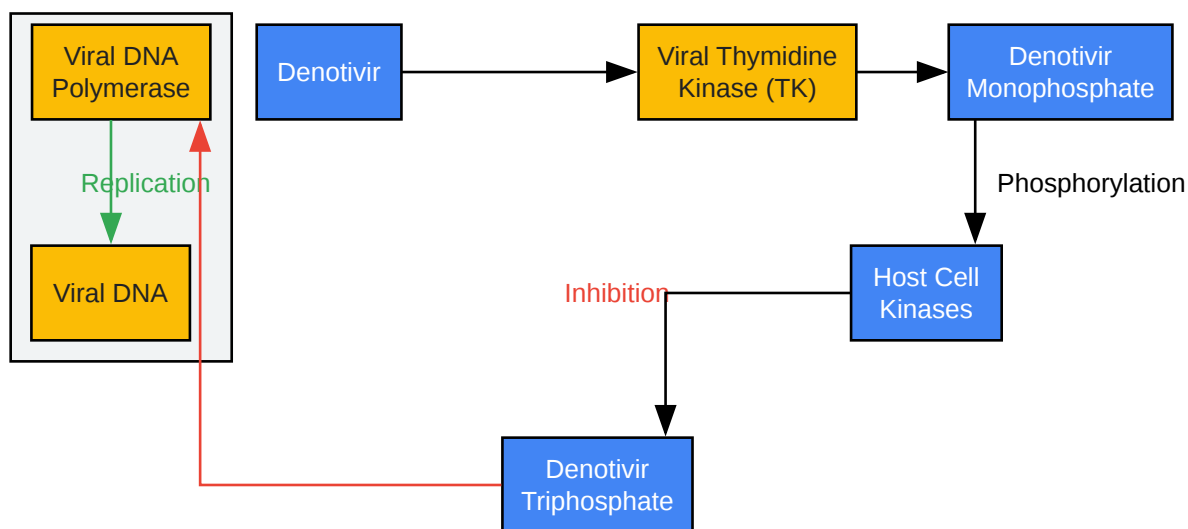 Viral DNA
Polymerase
Denotivir
Viral Thymidine
Kinase (TK)
Denotivir
Monophosphate
Replication
Phosphorylation
Viral DNA
Inhibition
Host Cell
Kinases
Denotivir
Triphosphate